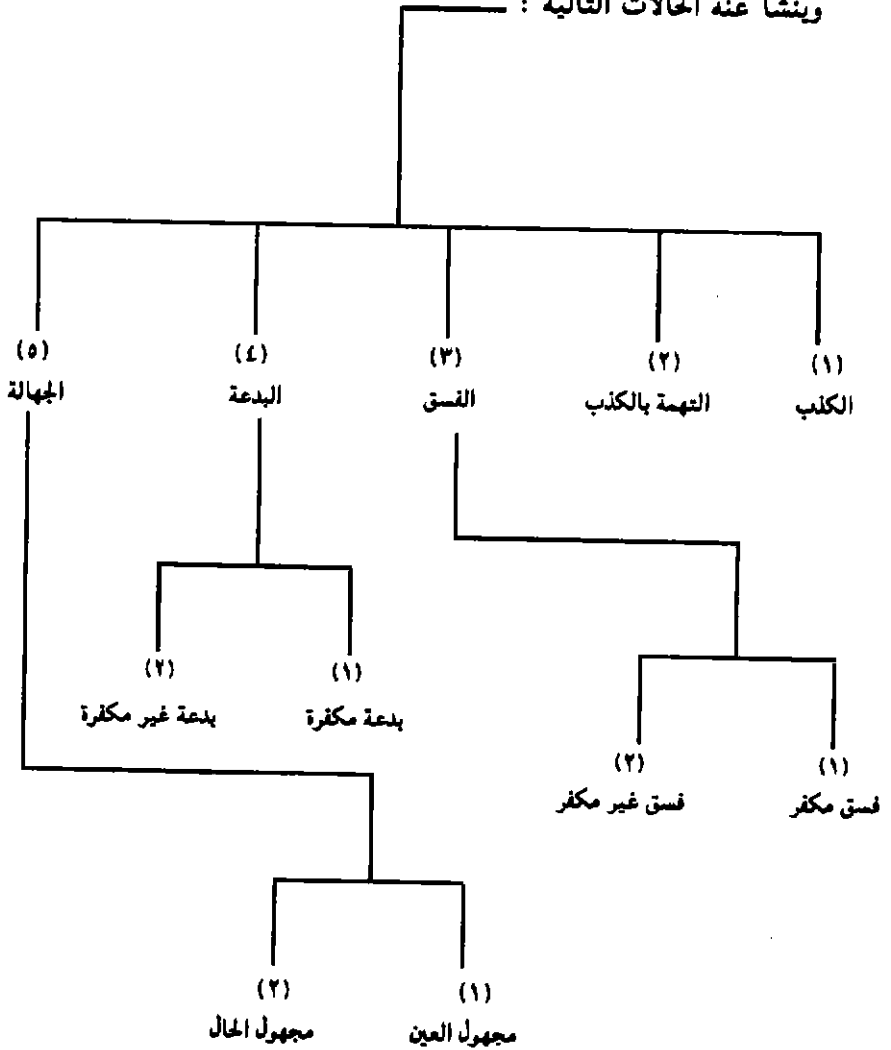 وينشأ عنه الحالات التالية :
(١) (٢) (٣) (٤) (٥)
الكذب التهمة بالكذب الفسق البدعة الجهالة
(١) (٢)
بدعة مكفرة بدعة غير مكفرة
(١) (٢)
فسق مكفر فسق غير مكفر
(١) (٢)
مجهول العين مجهول الحال